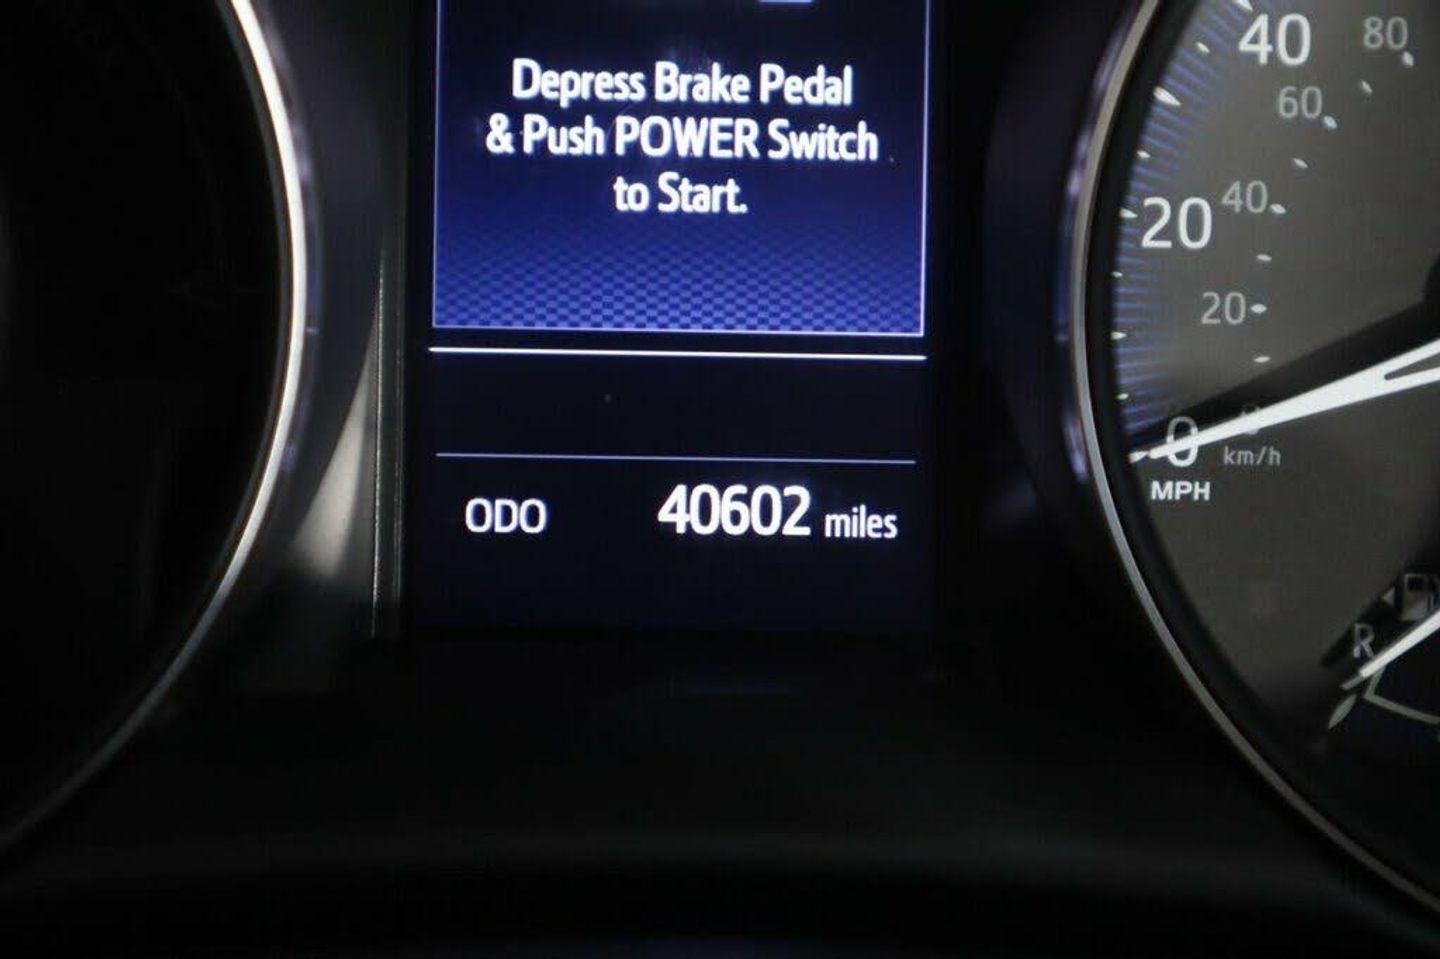 Depress Brake Pedal
& Push POWER Switch
to Start.
ODO 40602 miles
40 80
60
20 40
20
0 0
km/h
MPH
R